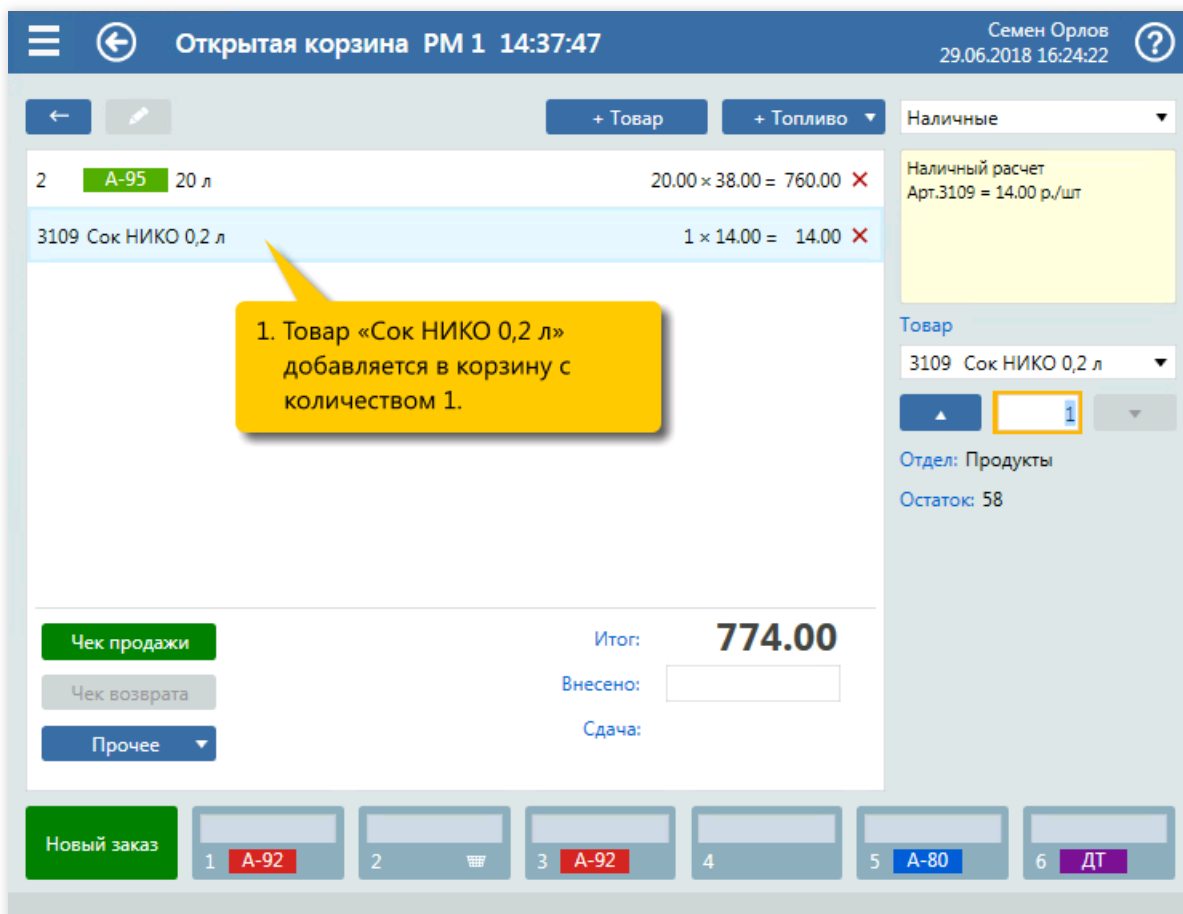 Открытая корзина РМ 1 14:37:47
Семен Орлов
29.06.2018 16:24:22
?
+ Товар
+ Топливо
Наличные
2 А-95 20 л 20.00 × 38.00 = 760.00
3109 Сок НИКО 0,2 л 1 × 14.00 = 14.00
Наличный расчет
Арт.3109 = 14.00 р./шт
1. Товар «Сок НИКО 0,2 л»
добавляется в корзину с
количеством 1.
Товар
3109 Сок НИКО 0,2 л
1
Отдел: Продукты
Остаток: 58
Чек продажи
Чек возврата
Прочее
Итог: 774.00
Внесено:
Сдача:
Новый заказ
1 А-92
2
3 А-92
4
5 А-80
6 ДТ